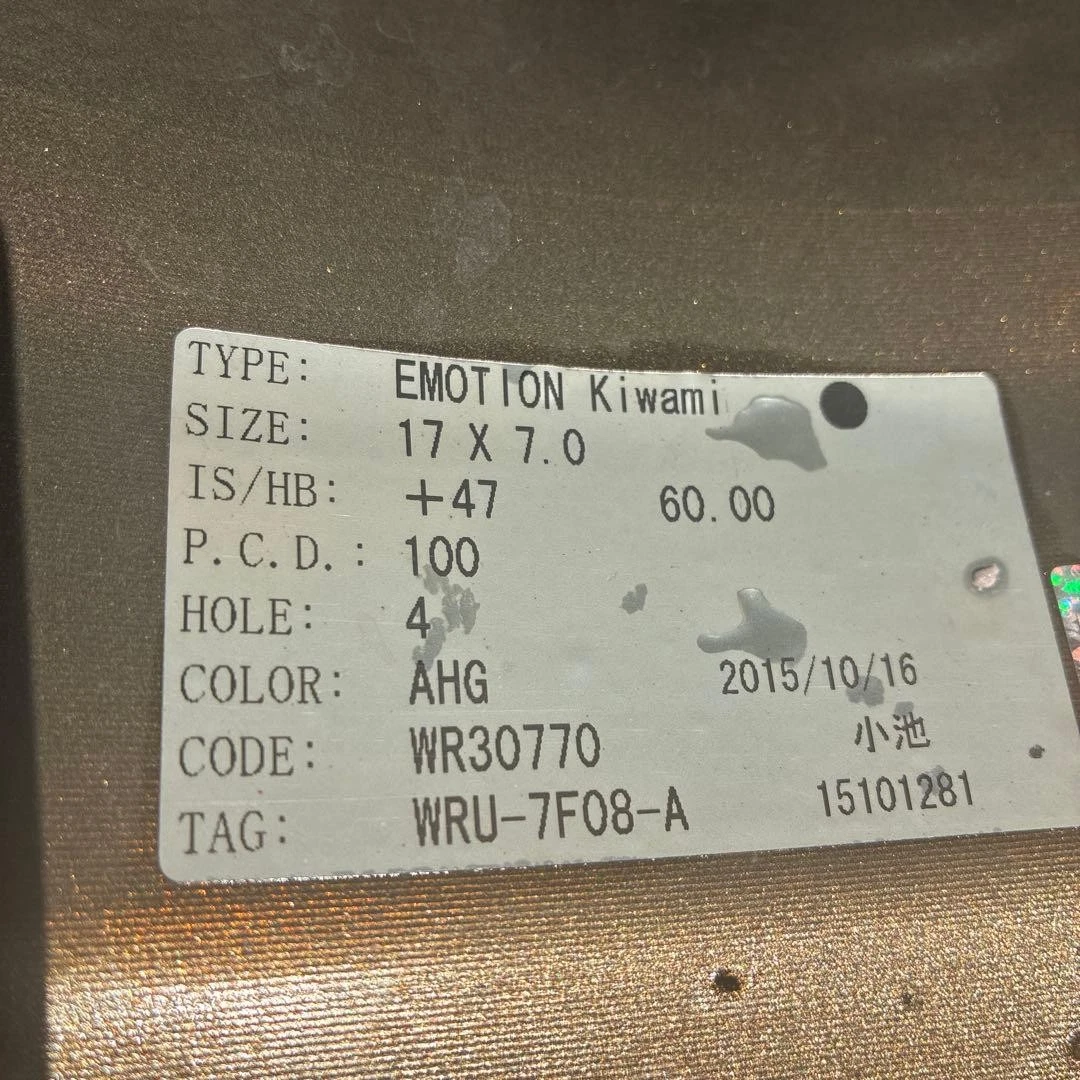 TYPE: EMOTION Kiwami
SIZE: 17 X 7.0
IS/HB: +47 60.00
P.C.D.: 100
HOLE: 4
COLOR: AHG 2015/10/16
CODE: WR30770 小池
TAG: WRU-7F08-A 15101281